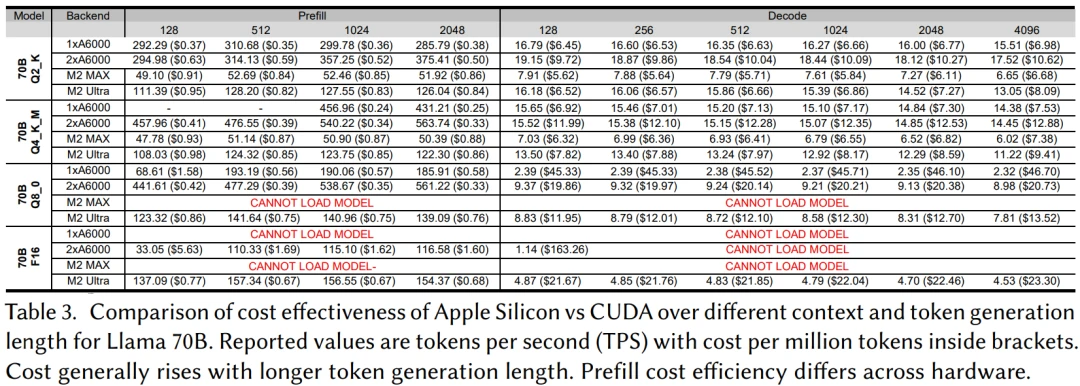 Model Backend Prefill Decode
128 512 1024 2048 128 256 512 1024 2048 4096
70B Q2_K
1xA6000 292.29 ($0.37) 310.68 ($0.35) 299.78 ($0.36) 285.79 ($0.38) 16.79 ($6.45) 16.60 ($6.53) 16.35 ($6.63) 16.27 ($6.66) 16.00 ($6.77) 15.51 ($6.98)
2xA6000 294.98 ($0.63) 314.13 ($0.59) 357.25 ($0.52) 375.41 ($0.50) 19.15 ($9.72) 18.87 ($9.86) 18.54 ($10.04) 18.44 ($10.09) 18.12 ($10.27) 17.52 ($10.62)
M2 MAX 49.10 ($0.91) 52.69 ($0.84) 52.46 ($0.85) 51.92 ($0.86) 7.91 ($5.62) 7.88 ($5.64) 7.79 ($5.71) 7.61 ($5.84) 7.27 ($6.11) 6.65 ($6.68)
M2 Ultra 111.39 ($0.95) 128.20 ($0.82) 127.55 ($0.83) 126.04 ($0.84) 16.18 ($6.52) 16.06 ($6.57) 15.86 ($6.66) 15.39 ($6.86) 14.52 ($7.27) 13.05 ($8.09)
70B Q4_K_M
1xA6000 - - 456.96 ($0.24) 431.21 ($0.25) 15.65 ($6.92) 15.46 ($7.01) 15.20 ($7.13) 15.10 ($7.17) 14.84 ($7.30) 14.38 ($7.53)
2xA6000 457.96 ($0.41) 476.55 ($0.39) 540.22 ($0.34) 563.74 ($0.33) 15.52 ($11.99) 15.38 ($12.10) 15.15 ($12.28) 15.07 ($12.35) 14.85 ($12.53) 14.45 ($12.88)
M2 MAX 47.78 ($0.93) 51.14 ($0.87) 50.90 ($0.87) 50.39 ($0.88) 7.03 ($6.32) 6.99 ($6.36) 6.93 ($6.41) 6.79 ($6.55) 6.52 ($6.82) 6.02 ($7.38)
M2 Ultra 108.03 ($0.98) 124.32 ($0.85) 123.75 ($0.85) 122.30 ($0.86) 13.50 ($7.82) 13.40 ($7.88) 13.24 ($7.97) 12.92 ($8.17) 12.29 ($8.59) 11.22 ($9.41)
70B Q8_0
1xA6000 68.61 ($1.58) 193.19 ($0.56) 190.06 ($0.57) 185.91 ($0.58) 2.39 ($45.33) 2.39 ($45.33) 2.38 ($45.52) 2.37 ($45.71) 2.35 ($46.10) 2.32 ($46.70)
2xA6000 441.61 ($0.42) 477.29 ($0.39) 538.67 ($0.35) 561.22 ($0.33) 9.37 ($19.86) 9.32 ($19.97) 9.24 ($20.14) 9.21 ($20.21) 9.13 ($20.38) 8.98 ($20.73)
M2 MAX CANNOT LOAD MODEL CANNOT LOAD MODEL
M2 Ultra 123.32 ($0.86) 141.64 ($0.75) 140.96 ($0.75) 139.09 ($0.76) 8.83 ($11.95) 8.79 ($12.01) 8.72 ($12.10) 8.58 ($12.30) 8.31 ($12.70) 7.81 ($13.52)
70B F16
1xA6000 CANNOT LOAD MODEL CANNOT LOAD MODEL
2xA6000 33.05 ($5.63) 110.33 ($1.69) 115.10 ($1.62) 116.58 ($1.60) 1.14 ($163.26) CANNOT LOAD MODEL
M2 MAX CANNOT LOAD MODEL- CANNOT LOAD MODEL
M2 Ultra 137.09 ($0.77) 157.34 ($0.67) 156.55 ($0.67) 154.37 ($0.68) 4.87 ($21.67) 4.85 ($21.76) 4.83 ($21.85) 4.79 ($22.04) 4.70 ($22.46) 4.53 ($23.30)
Table 3. Comparison of cost effectiveness of Apple Silicon vs CUDA over different context and token generation
length for Llama 70B. Reported values are tokens per second (TPS) with cost per million tokens inside brackets.
Cost generally rises with longer token generation length. Prefill cost efficiency differs across hardware.